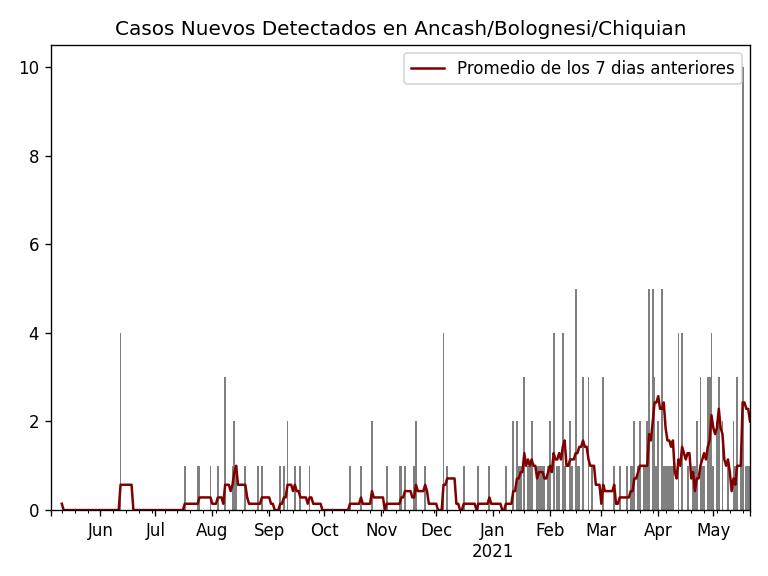 Casos Nuevos Detectados en Ancash/Bolognesi/Chiquian
Promedio de los 7 dias anteriores
10
8
6
4
2
0
Jun Jul Aug Sep Oct Nov Dec Jan Feb Mar Apr May
2021